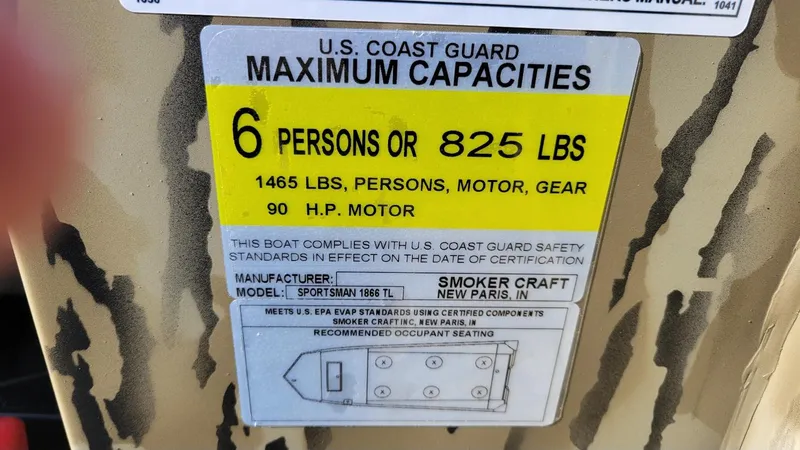 1041
U.S. COAST GUARD
MAXIMUM CAPACITIES
6 PERSONS OR 825 LBS
1465 LBS, PERSONS, MOTOR, GEAR
90 H.P. MOTOR
THIS BOAT COMPLIES WITH U.S. COAST GUARD SAFETY
STANDARDS IN EFFECT ON THE DATE OF CERTIFICATION
MANUFACTURER: SMOKER CRAFT
MODEL: SPORTSMAN 1866 TL NEW PARIS, IN
MEETS U.S. EPA EVAP STANDARDS USING CERTIFIED COMPONENTS
SMOKER CRAFT INC, NEW PARIS, IN
RECOMMENDED OCCUPANT SEATING